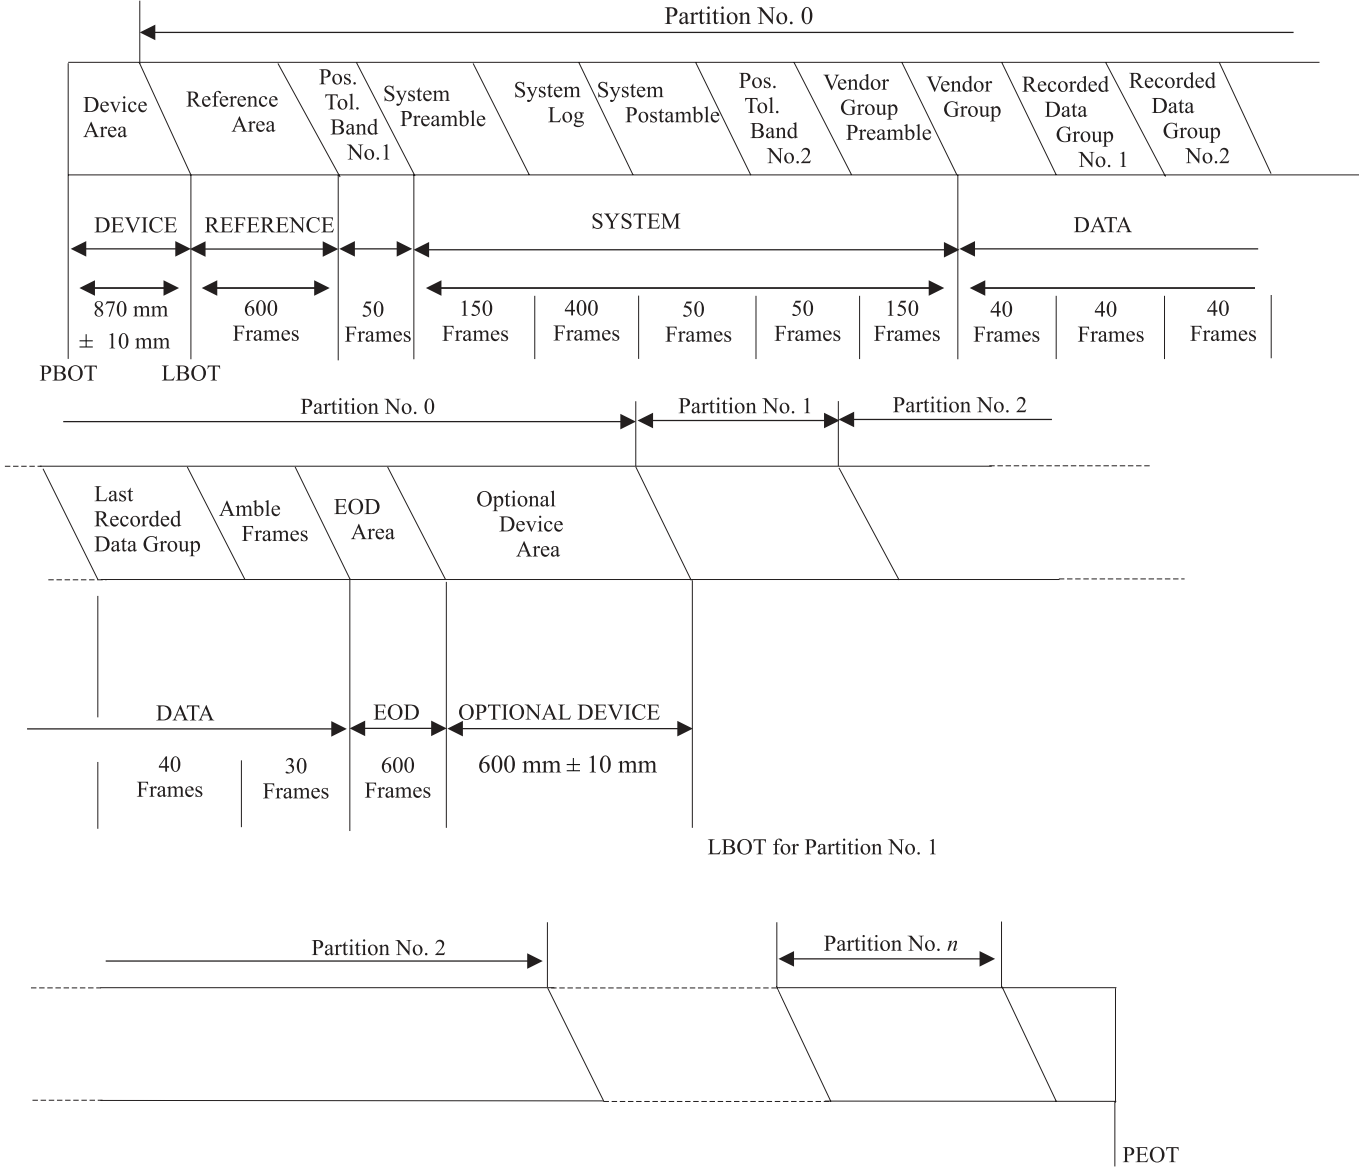 Partition No. 0
Device
Area
Reference
Area
Pos.
Tol.
Band
No.1
System
Preamble
System
Log
System
Postamble
Pos.
Tol.
Band
No.2
Vendor
Group
Preamble
Vendor
Group
Recorded
Data
Group
No. 1
Recorded
Data
Group
No.2
DEVICE
REFERENCE
SYSTEM
DATA
870 mm
± 10 mm
600
Frames
50
Frames
150
Frames
400
Frames
50
Frames
50
Frames
150
Frames
40
Frames
40
Frames
40
Frames
PBOT
LBOT
Partition No. 0
Partition No. 1
Partition No. 2
Last
Recorded
Data Group
Amble
Frames
EOD
Area
Optional
Device
Area
DATA
EOD
OPTIONAL DEVICE
40
Frames
30
Frames
600
Frames
600 mm ± 10 mm
LBOT for Partition No. 1
Partition No. 2
Partition No. n
PEOT